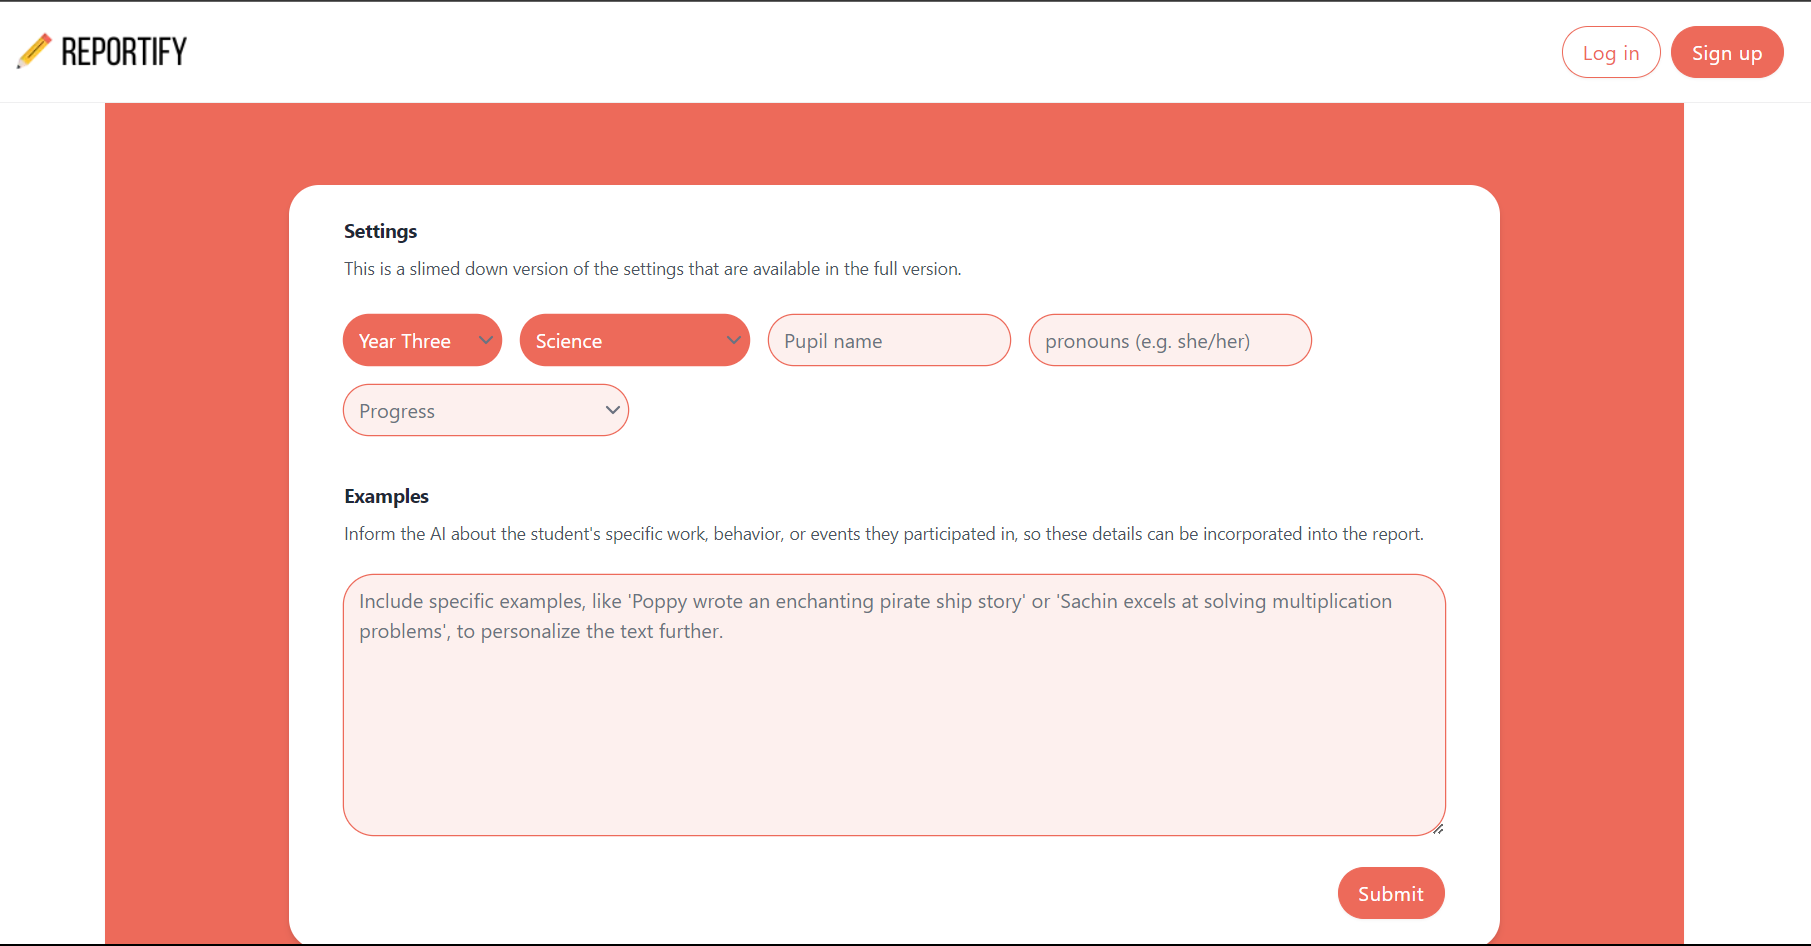 REPORTIFY
Log in
Sign up
Settings
This is a slimed down version of the settings that are available in the full version.
Year Three
Science
Pupil name
pronouns (e.g. she/her)
Progress
Examples
Inform the AI about the student's specific work, behavior, or events they participated in, so these details can be incorporated into the report.
Include specific examples, like 'Poppy wrote an enchanting pirate ship story' or 'Sachin excels at solving multiplication
problems', to personalize the text further.
Submit